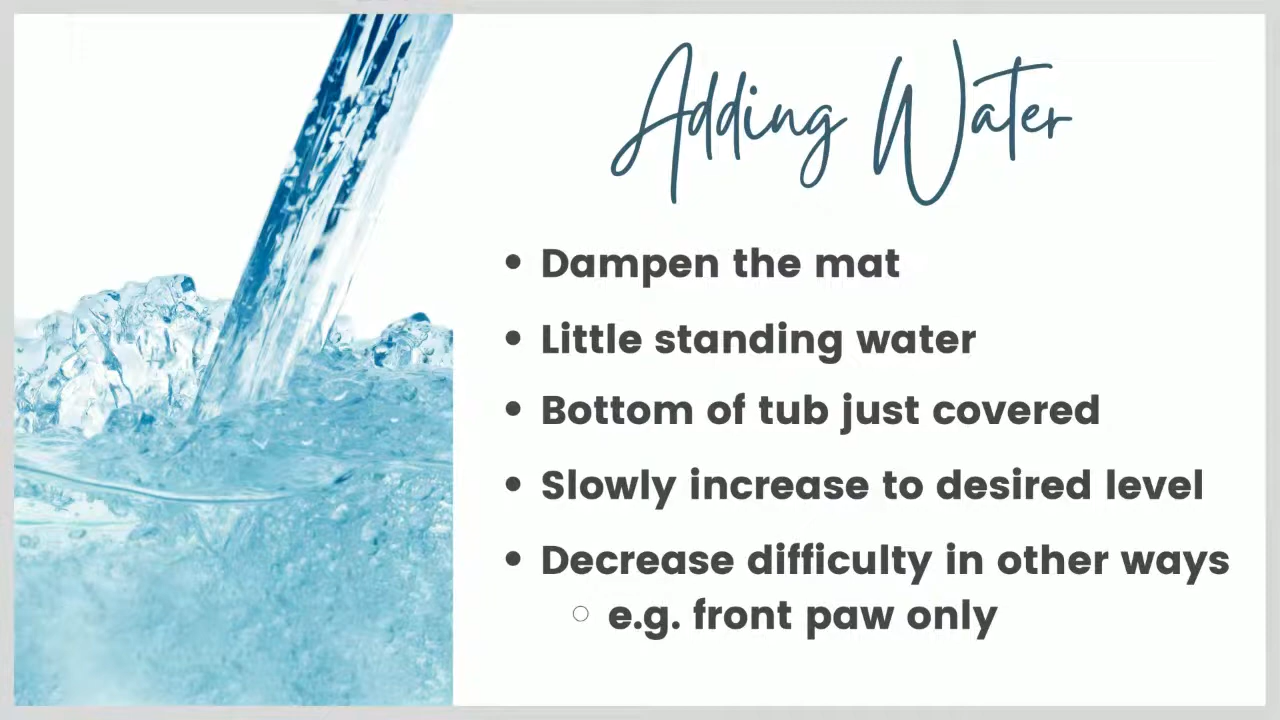 Adding Water
• Dampen the mat
• Little standing water
• Bottom of tub just covered
• Slowly increase to desired level
• Decrease difficulty in other ways
○ e.g. front paw only